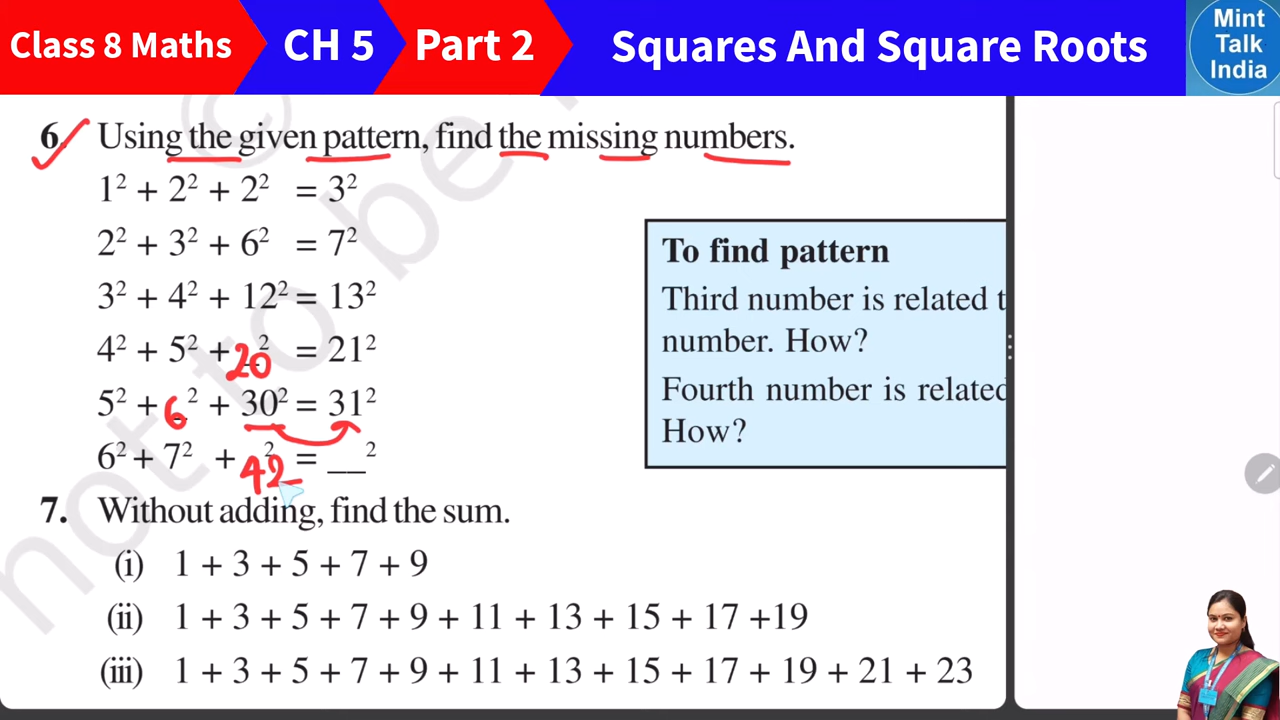 Class 8 Maths CH 5 Part 2 Squares And Square Roots
Mint
Talk
India
6. Using the given pattern, find the missing numbers.
1² + 2² + 2² = 3²
2² + 3² + 6² = 7²
3² + 4² + 12² = 13²
4² + 5² + 20² = 21²
5² + 6² + 30² = 31²
6² + 7² + 42² = __²
To find pattern
Third number is related t
number. How?
Fourth number is related
How?
7. Without adding, find the sum.
(i) 1 + 3 + 5 + 7 + 9
(ii) 1 + 3 + 5 + 7 + 9 + 11 + 13 + 15 + 17 +19
(iii) 1 + 3 + 5 + 7 + 9 + 11 + 13 + 15 + 17 + 19 + 21 + 23
not to be